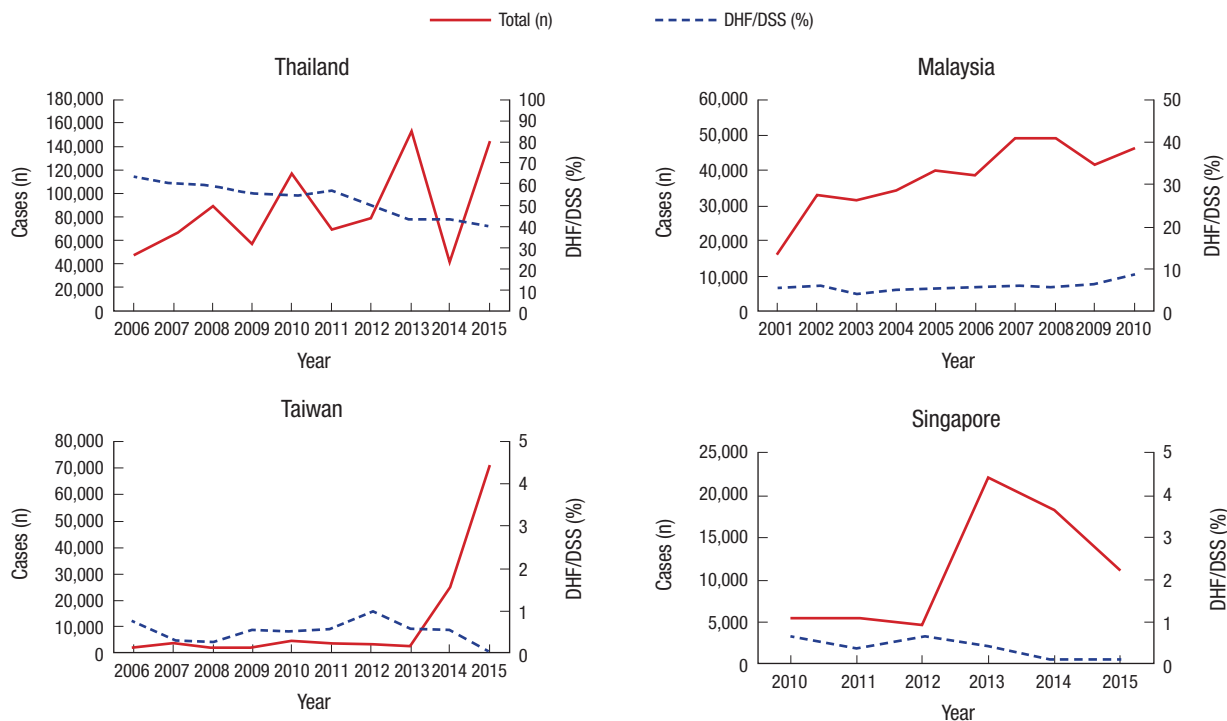 Total (n) DHF/DSS (%)
Thailand
Cases (n)
180,000
160,000
140,000
120,000
100,000
80,000
60,000
40,000
20,000
0
100
90
80
70
60
50
40
30
20
10
0
DHF/DSS (%)
2006 2007 2008 2009 2010 2011 2012 2013 2014 2015
Year
Malaysia
Cases (n)
60,000
50,000
40,000
30,000
20,000
10,000
0
50
40
30
20
10
0
DHF/DSS (%)
2001 2002 2003 2004 2005 2006 2007 2008 2009 2010
Year
Taiwan
Cases (n)
80,000
70,000
60,000
50,000
40,000
30,000
20,000
10,000
0
5
4
3
2
1
0
DHF/DSS (%)
2006 2007 2008 2009 2010 2011 2012 2013 2014 2015
Year
Singapore
Cases (n)
25,000
20,000
15,000
10,000
5,000
0
5
4
3
2
1
0
DHF/DSS (%)
2010 2011 2012 2013 2014 2015
Year